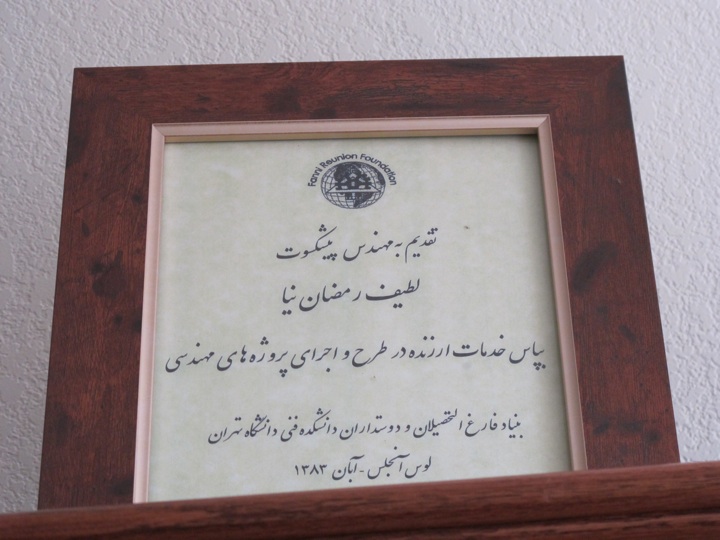 Fanni Reunion Foundation
تقدیم به مهندس پیشکسوت
لطیف رمضان نیا
بپاس خدمات ارزنده در طرح و اجرای پروژه های مهندسی
بنیاد فارغ التحصیلان و دوستداران دانشکده فنی دانشگاه تهران
لوس آنجلس - آبان ۱۳۸۳